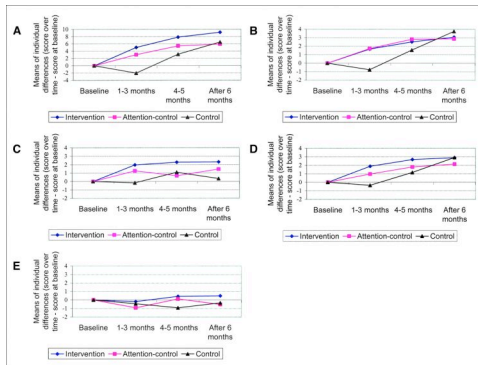 A
Means of individual
differences (score over
time - score at baseline)
10
8
6
4
2
0
-2
-4
Baseline
1-3 months
4-5
months
After 6
months
Intervention
Attention-control
Control
B
Means of individual
differences (score over
time - score at baseline)
4
3
2
1
0
-1
-2
Baseline
1-3 months
4-5 months
After 6
months
Intervention
Attention-control
Control
C
Means of individual
differences (score over
time - score at baseline)
4
3
2
1
0
-1
-2
Baseline
1-3 months
4-5 months
After 6
months
Intervention
Attention-control
Control
D
Means of individual
differences (score over
time - score at baseline)
4
3
2
1
0
-1
-2
Baseline
1-3 months
4-5 months
After 6
months
Intervention
Attention-control
Control
E
Means of individual
differences (score over
time - score at baseline)
4
3
2
1
0
-1
-2
Baseline
1-3 months
4-5 months
After 6
months
Intervention
Attention-control
Control